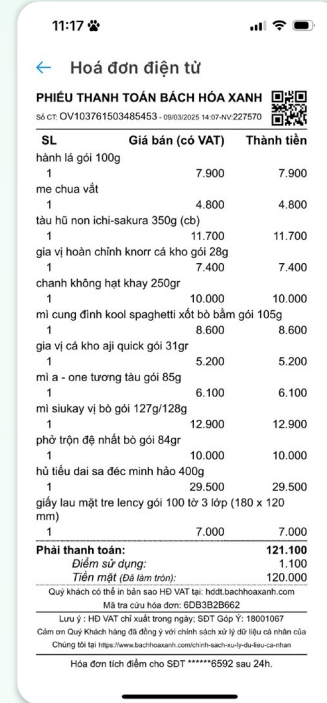 11:17
Hoá đơn điện tử
PHIẾU THANH TOÁN BÁCH HÓA XANH
Số CT: OV103761503485453 - 09/03/2025 14:07-NV:227570
SL Giá bán (có VAT) Thành tiền
hành lá gói 100g
1 7.900 7.900
me chua vắt
1 4.800 4.800
tàu hũ non ichi-sakura 350g (cb)
1 11.700 11.700
gia vị hoàn chỉnh knorr cá kho gói 28g
1 7.400 7.400
chanh không hạt khay 250gr
1 10.000 10.000
mì cung đình kool spaghetti xốt bò bằm gói 105g
1 8.600 8.600
gia vị cá kho aji quick gói 31gr
1 5.200 5.200
mì a - one tương tàu gói 85g
1 6.100 6.100
mì siukay vị bò gói 127g/128g
1 12.900 12.900
phở trộn đệ nhất bò gói 84gr
1 10.000 10.000
hủ tiếu dai sa đéc minh hảo 400g
1 29.500 29.500
giấy lau mặt tre lency gói 100 tờ 3 lớp (180 x 120
mm)
1 7.000 7.000
Phải thanh toán: 121.100
Điểm sử dụng: 1.100
Tiền mặt (Đã làm tròn): 120.000
Quý khách có thể in bản sao HĐ VAT tại: hddt.bachhoaxanh.com
Mã tra cứu hóa đơn: 6DB3B2B662
Lưu ý : HĐ VAT chỉ xuất trong ngày; SĐT Góp Ý: 18001067
Cảm ơn Quý Khách hàng đã đồng ý với chính sách xử lý dữ liệu cá nhân của
Chúng tôi tại https://www.bachhoaxanh.com/chinh-sach-xu-ly-du-lieu-ca-nhan
Hóa đơn tích điểm cho SĐT ******6592 sau 24h.